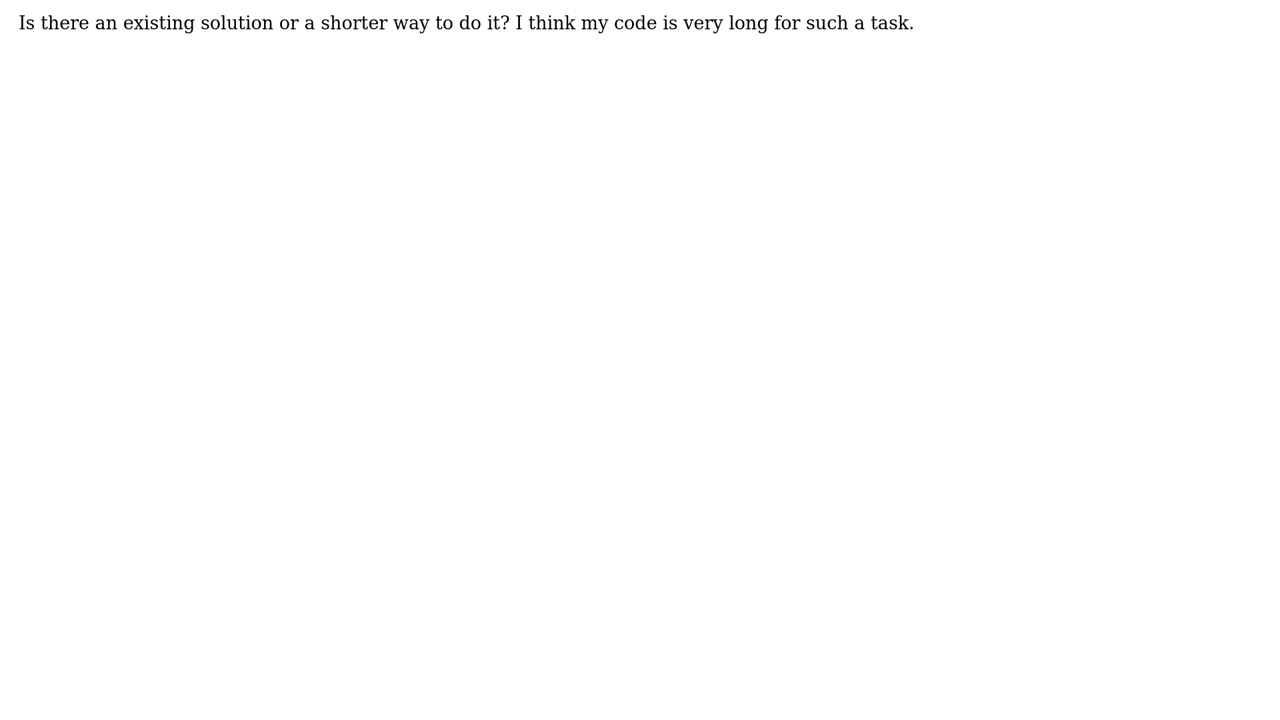 Is there an existing solution or a shorter way to do it? I think my code is very long for such a task.